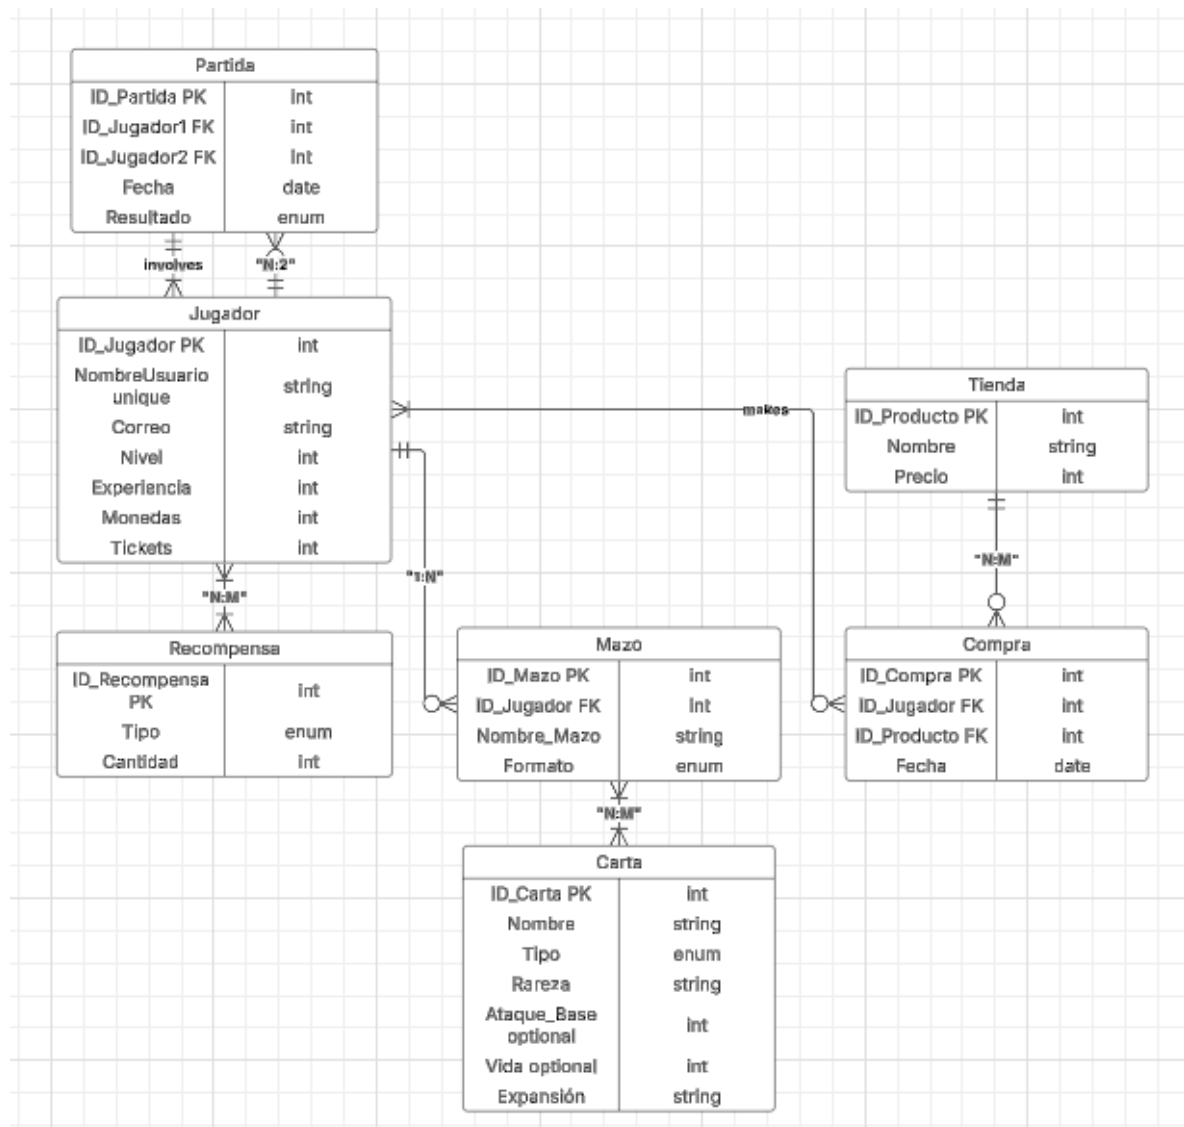 Partida
ID_Partida PK int
ID_Jugador1 FK int
ID_Jugador2 FK int
Fecha date
Resultado enum
involves "N:2"
Jugador
ID_Jugador PK int
NombreUsuario
unique string
Correo string
Nivel int
Experiencia int
Monedas int
Tickets int
makes
Tienda
ID_Producto PK int
Nombre string
Precio int
"N:M"
"1:N"
"N:M"
Recompensa
ID_Recompensa
PK int
Tipo enum
Cantidad int
Mazo
ID_Mazo PK int
ID_Jugador FK int
Nombre_Mazo string
Formato enum
Compra
ID_Compra PK int
ID_Jugador FK int
ID_Producto FK int
Fecha date
"N:M"
Carta
ID_Carta PK int
Nombre string
Tipo enum
Rareza string
Ataque_Base
optional int
Vida optional int
Expansión string